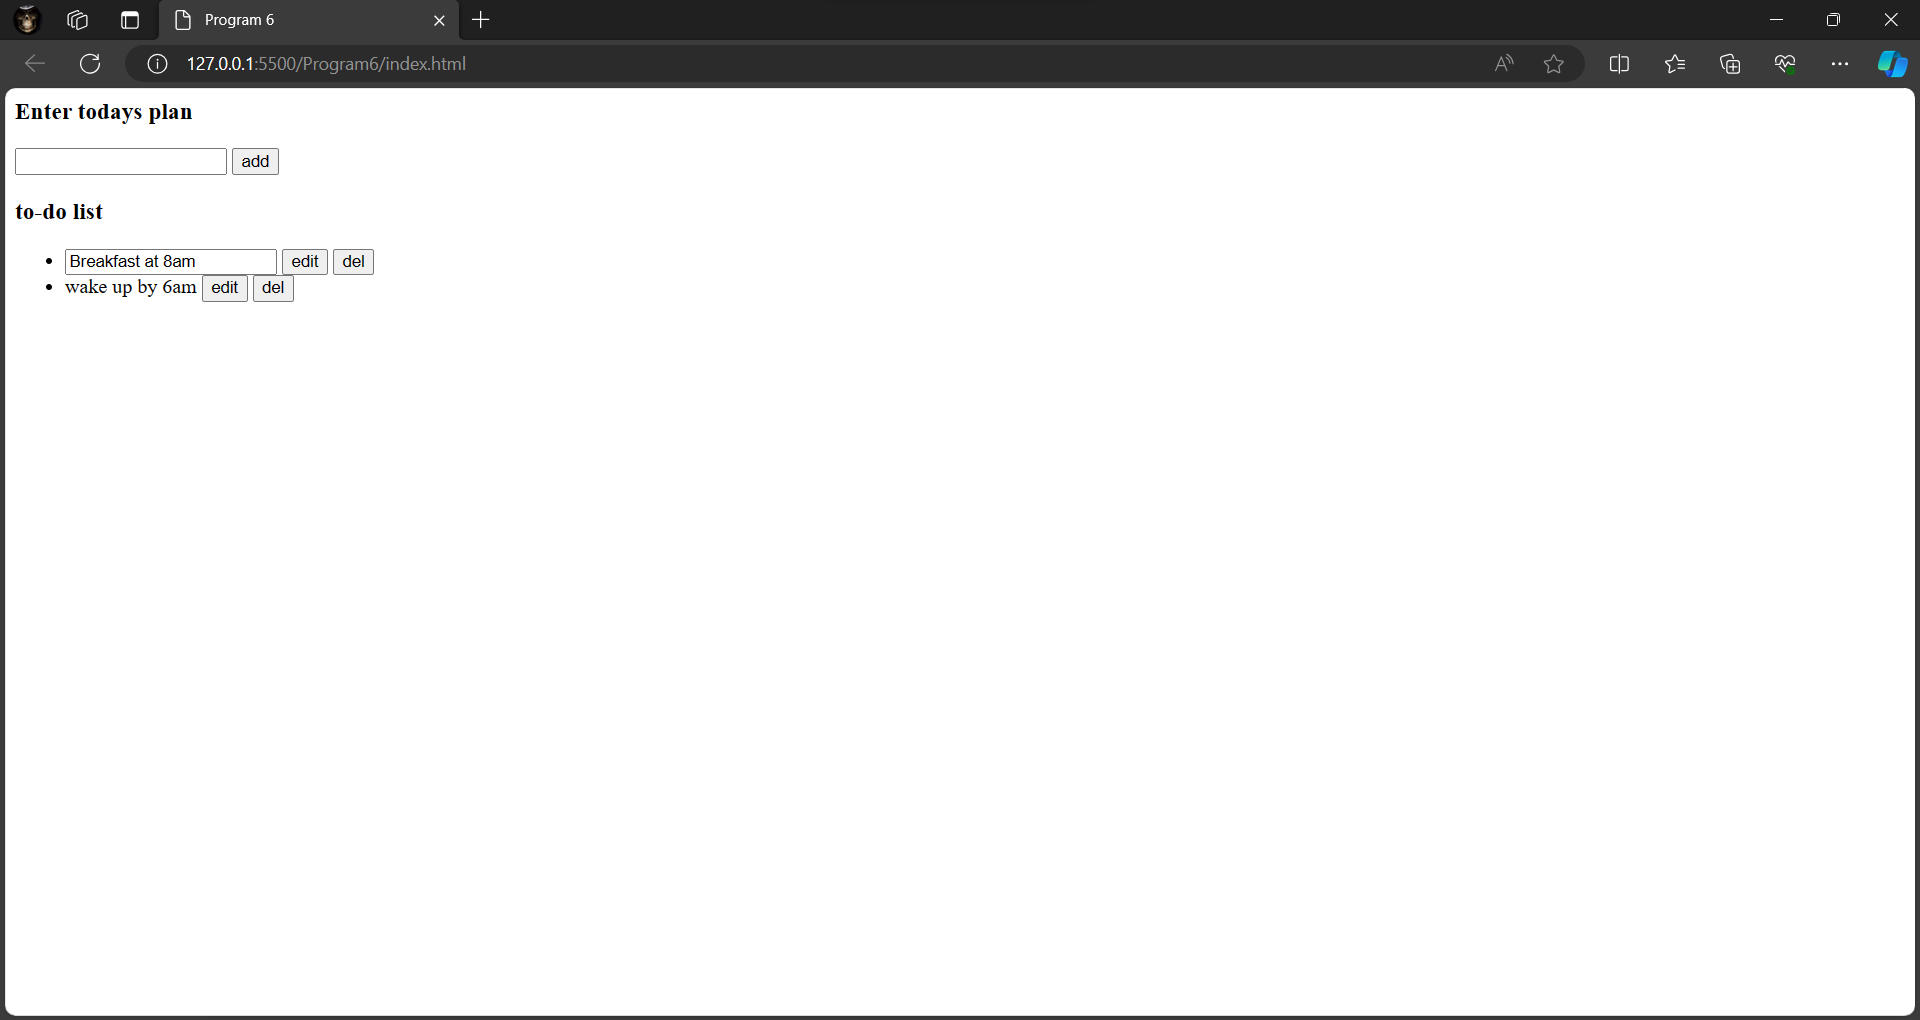 Program 6
127.0.0.1:5500/Program6/index.html
Enter todays plan
add
to-do list
Breakfast at 8am edit del
wake up by 6am edit del